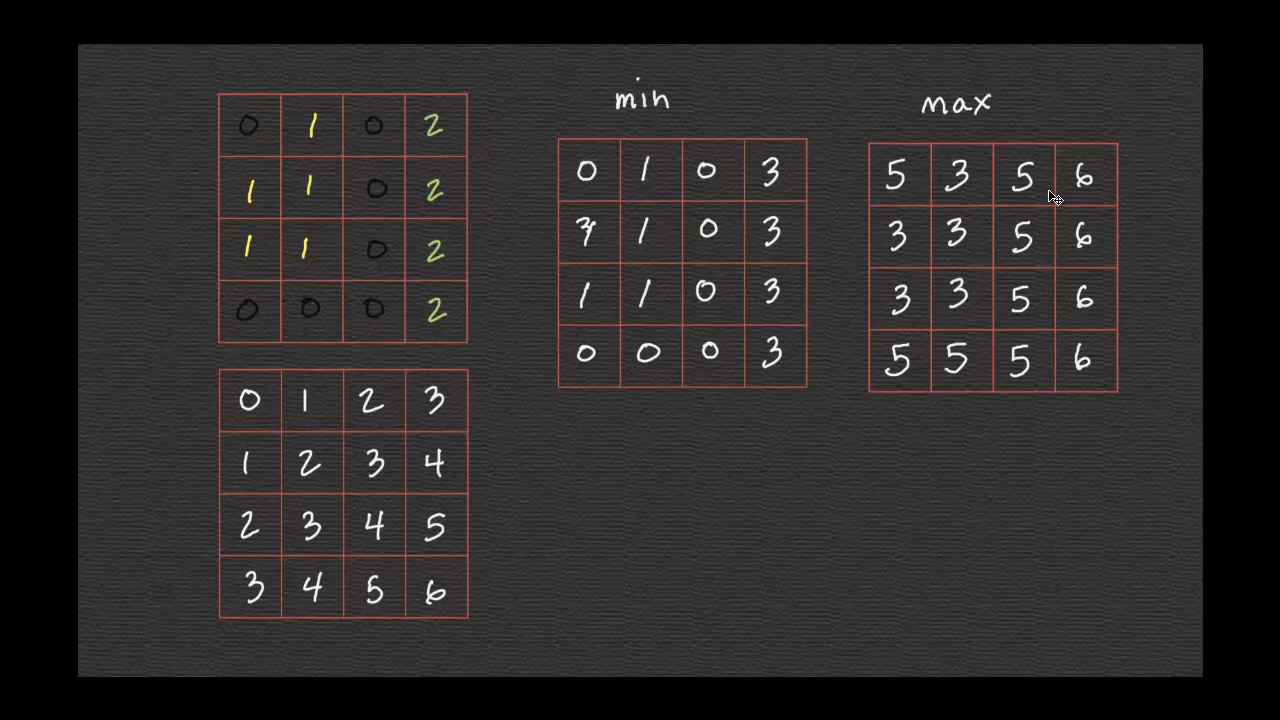 0 1 0 2
1 1 0 2
1 1 0 2
0 0 0 2
0 1 2 3
1 2 3 4
2 3 4 5
3 4 5 6
min
0 1 0 3
1 0 3
1 1 0 3
0 0 0 3
max
5 3 5 6
3 3 5 6
3 3 5 6
5 5 5 6